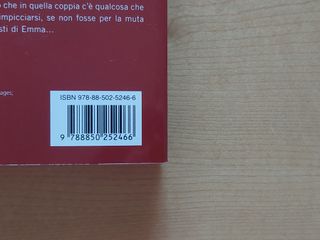 che in quella coppia c'è qualcosa che
impicciarsi, se non fosse per la muta
sti di Emma...
ages;
ISBN 978-88-502-5246-6
9 788850 252466